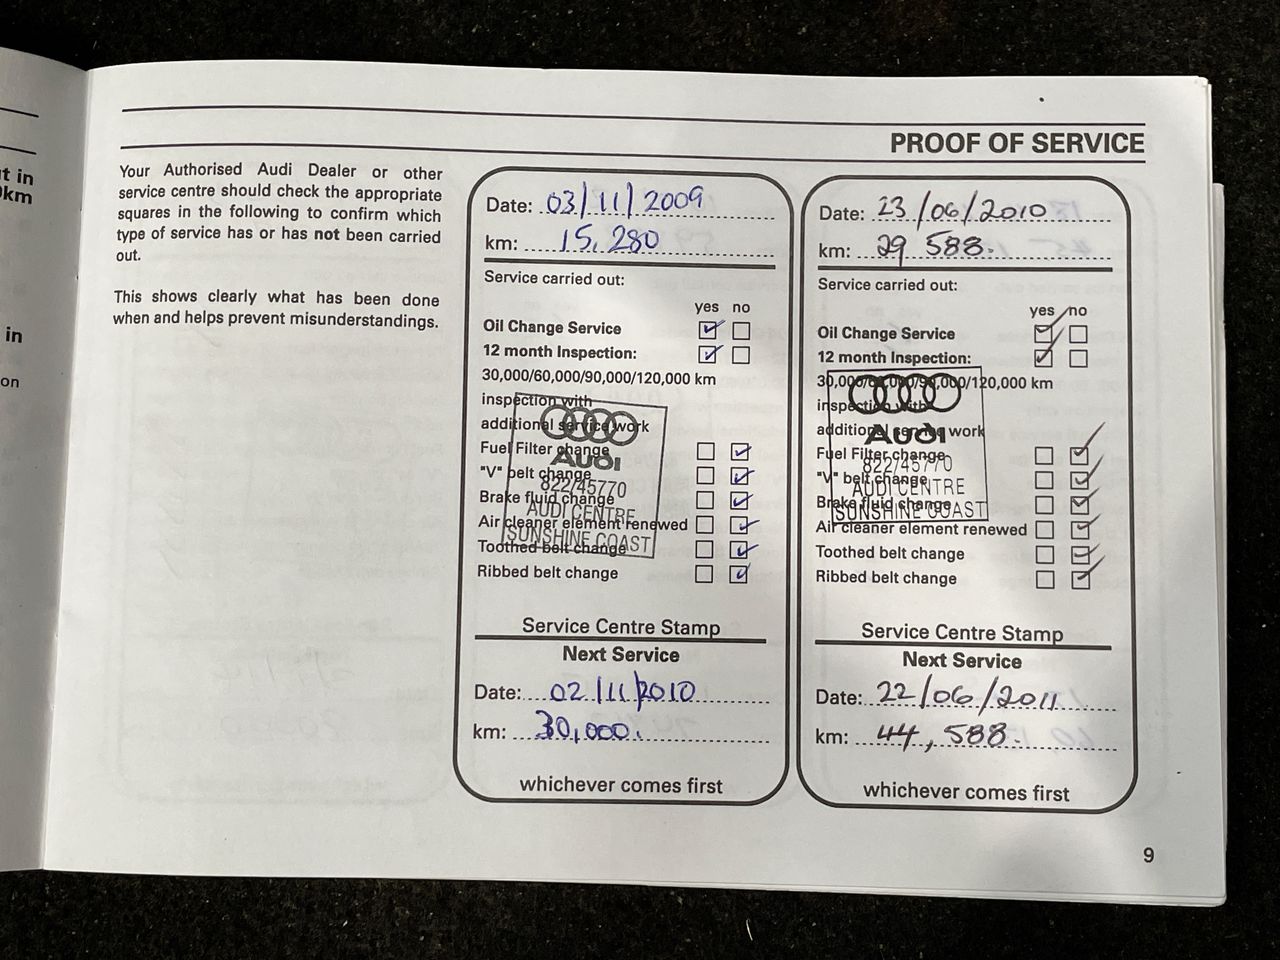 t in
km
in
on
PROOF OF SERVICE
Your Authorised Audi Dealer or other
service centre should check the appropriate
squares in the following to confirm which
type of service has or has not been carried
out.
This shows clearly what has been done
when and helps prevent misunderstandings.
Date: 03/11/2009
km: 15,280
Service carried out:
yes no
Oil Change Service
12 month Inspection:
30,000/60,000/90,000/120,000 km
inspection with
additional service work
Fuel Filter change
"V" belt change
Brake fluid change
Air cleaner element renewed
Toothed belt change
Ribbed belt change
Audi
822/45770
AUDI CENTRE
SUNSHINE COAST
Service Centre Stamp
Next Service
Date: 02/11/2010
km: 30,000.
whichever comes first
Date: 23/06/2010
km: 29 588.
Service carried out:
yes no
Oil Change Service
12 month Inspection:
30,000/60,000/90,000/120,000 km
inspection with
additional service work
Fuel Filter change
"V" belt change
Brake fluid change
Air cleaner element renewed
Toothed belt change
Ribbed belt change
Audi
822/45770
AUDI CENTRE
SUNSHINE COAST
Service Centre Stamp
Next Service
Date: 22/06/2011
km: 44,588.
whichever comes first
9